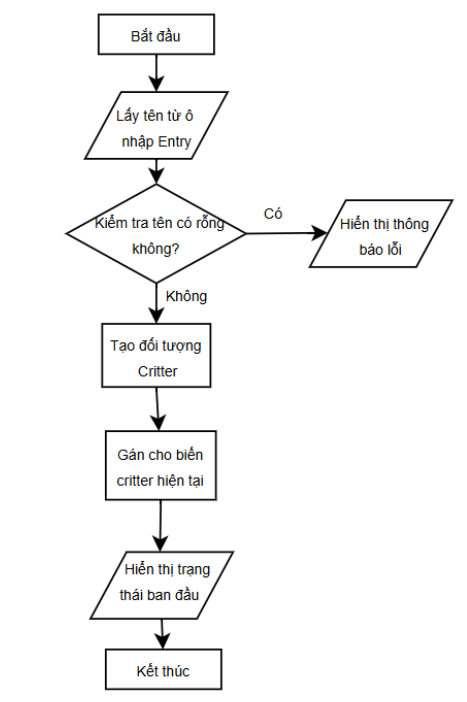 Bắt đầu
Lấy tên từ ô
nhập Entry
Kiểm tra tên có rỗng
không?
Có
Hiển thị thông
báo lỗi
Không
Tạo đối tượng
Critter
Gán cho biến
critter hiện tại
Hiển thị trạng
thái ban đầu
Kết thúc